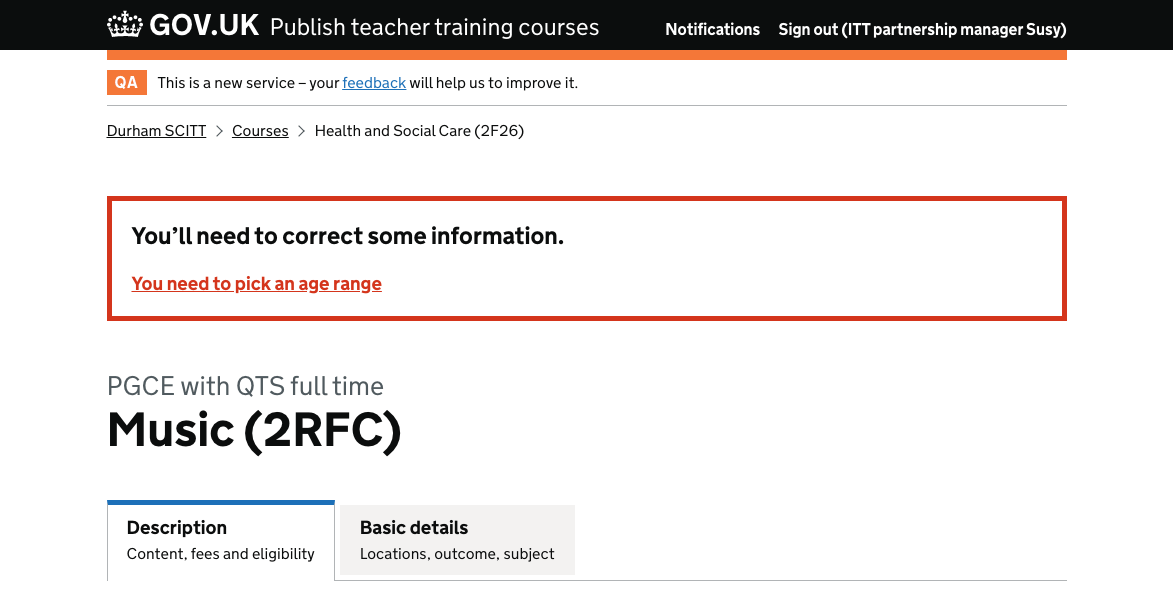 GOV.UK Publish teacher training courses Notifications Sign out (ITT partnership manager Susy)
QA This is a new service – your feedback will help us to improve it.
Durham SCITT > Courses > Health and Social Care (2F26)
You’ll need to correct some information.
You need to pick an age range
PGCE with QTS full time
Music (2RFC)
Description
Content, fees and eligibility
Basic details
Locations, outcome, subject